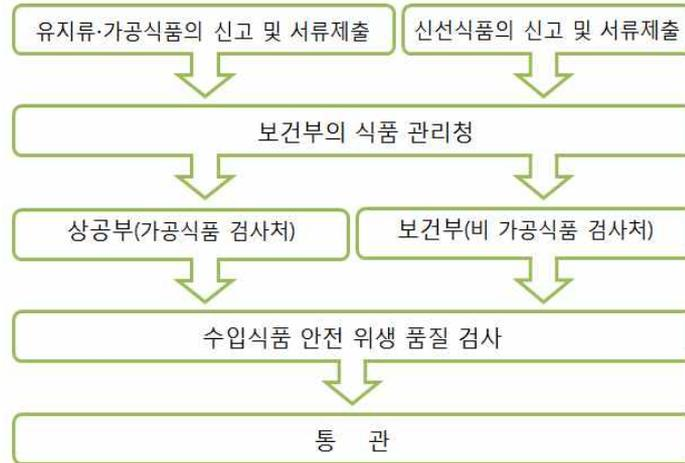 유지류·가공식품의 신고 및 서류제출
신선식품의 신고 및 서류제출
보건부의 식품 관리청
상공부(가공식품 검사처)
보건부(비 가공식품 검사처)
수입식품 안전 위생 품질 검사
통 관